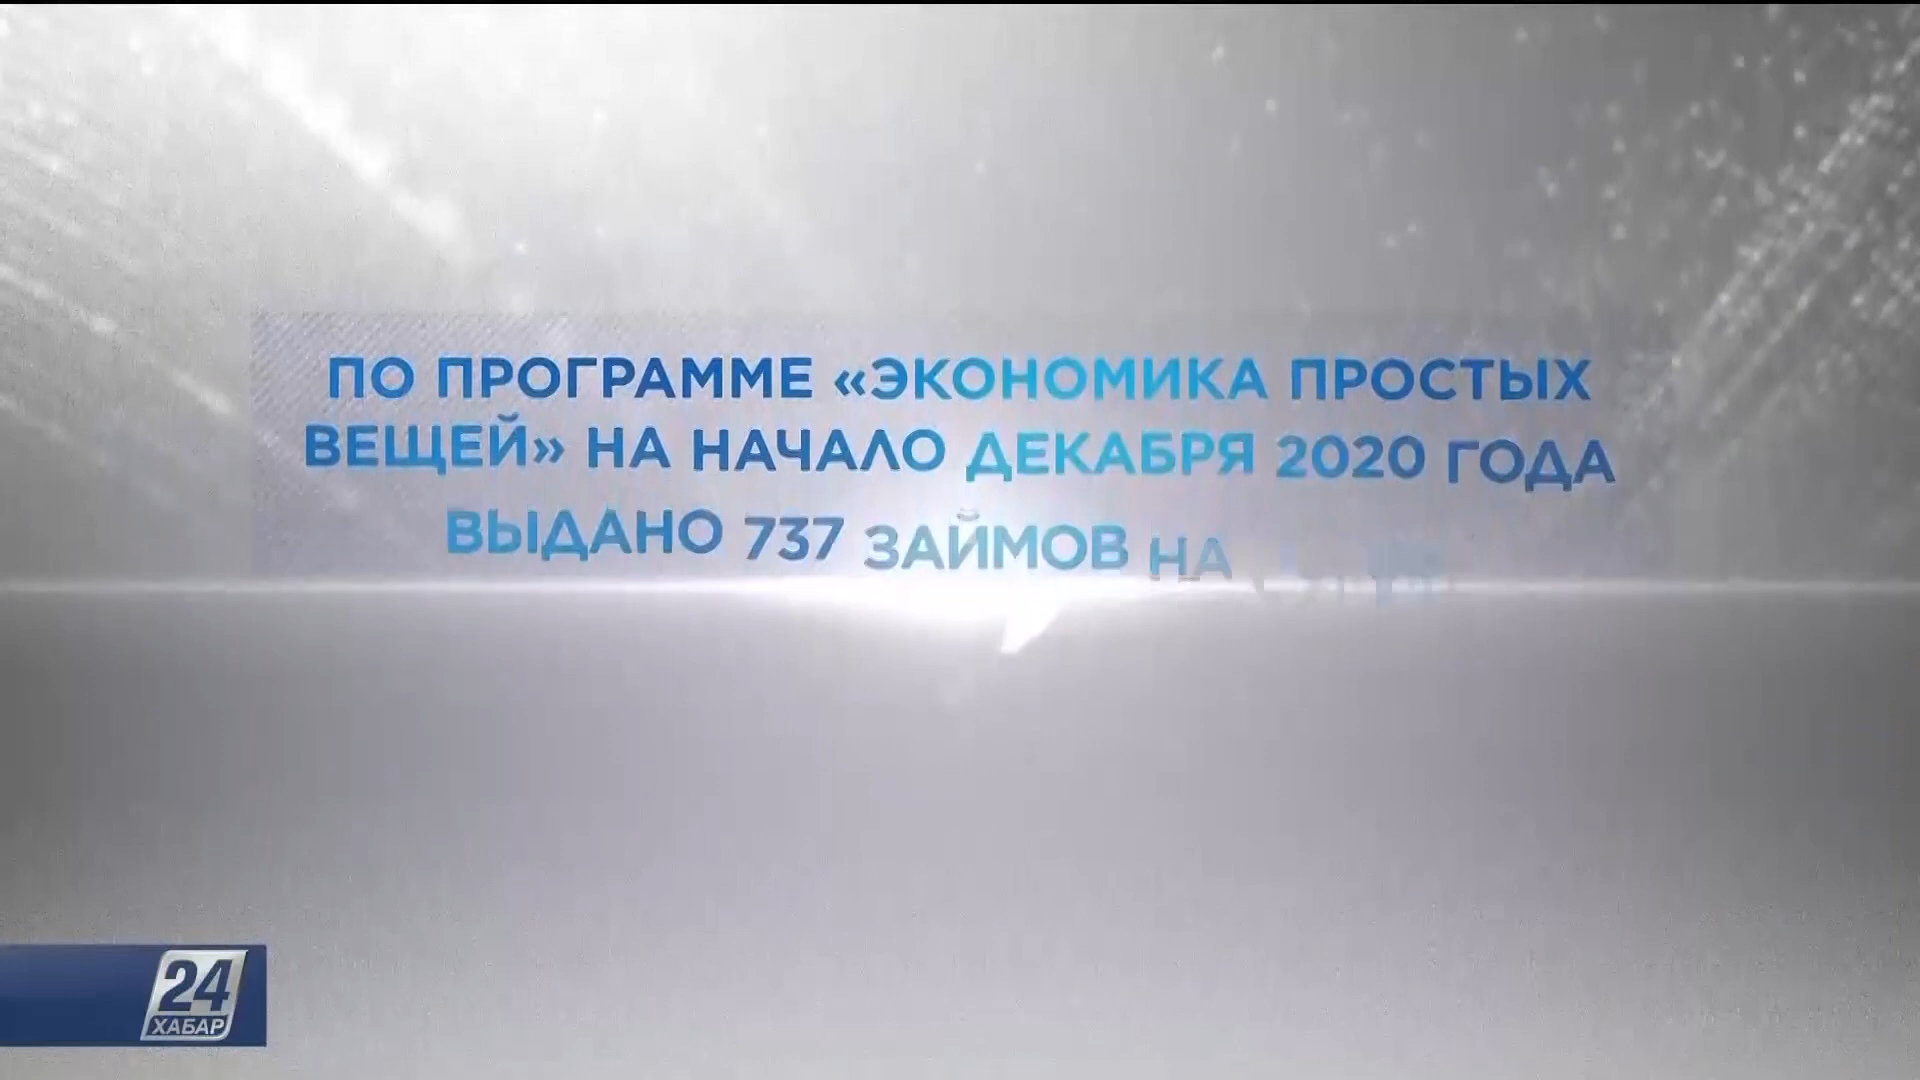 ПО ПРОГРАММЕ «ЭКОНОМИКА ПРОСТЫХ
ВЕЩЕЙ» НА НАЧАЛО ДЕКАБРЯ 2020 ГОДА
ВЫДАНО 737 ЗАЙМОВ НА
24
ХАБАР